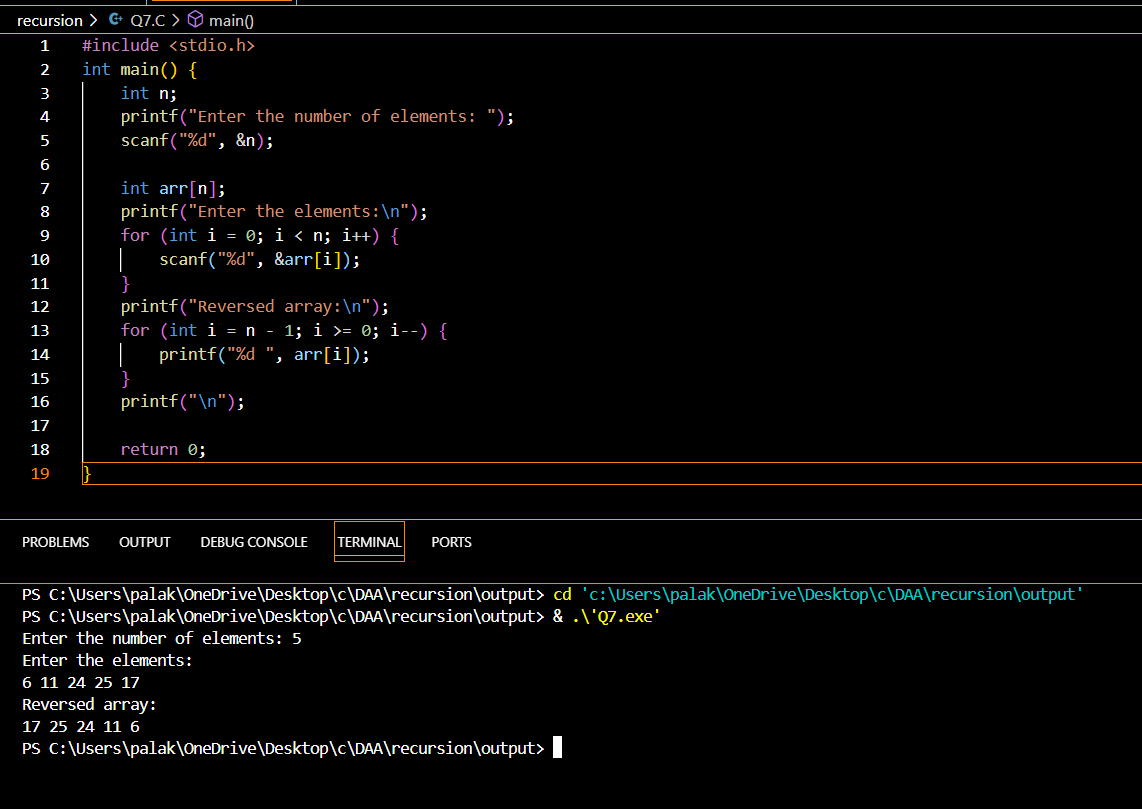 recursion > Q7.C > main()
1 #include <stdio.h>
2 int main() {
3     int n;
4     printf("Enter the number of elements: ");
5     scanf("%d", &n);
6
7     int arr[n];
8     printf("Enter the elements:\n");
9     for (int i = 0; i < n; i++) {
10         scanf("%d", &arr[i]);
11     }
12     printf("Reversed array:\n");
13     for (int i = n - 1; i >= 0; i--) {
14         printf("%d ", arr[i]);
15     }
16     printf("\n");
17
18     return 0;
19 }
PROBLEMS OUTPUT DEBUG CONSOLE TERMINAL PORTS
PS C:\Users\palak\OneDrive\Desktop\c\DAA\recursion\output> cd 'c:\Users\palak\OneDrive\Desktop\c\DAA\recursion\output'
PS C:\Users\palak\OneDrive\Desktop\c\DAA\recursion\output> & .\'Q7.exe'
Enter the number of elements: 5
Enter the elements:
6 11 24 25 17
Reversed array:
17 25 24 11 6
PS C:\Users\palak\OneDrive\Desktop\c\DAA\recursion\output>